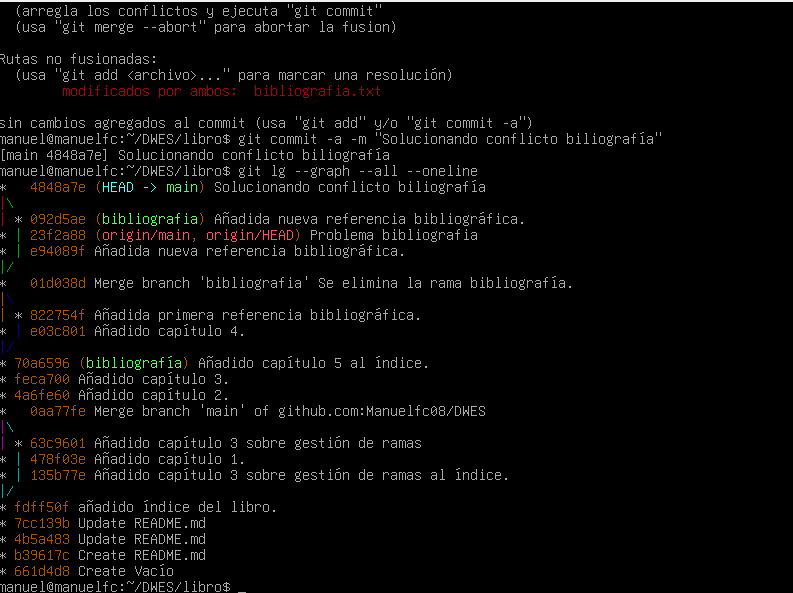 (arregla los conflictos y ejecuta "git commit"
(usa "git merge --abort" para abortar la fusion)
Rutas no fusionadas:
(usa "git add <archivo>..." para marcar una resolución)
modificados por ambos:  bibliografia.txt
sin cambios agregados al commit (usa "git add" y/o "git commit -a")
manuel@manuelfc:~/DWES/libro$ git commit -a -m "Solucionando conflicto biliografía"
[main 4848a7e] Solucionando conflicto biliografía
manuel@manuelfc:~/DWES/libro$ git lg --graph --all --oneline
*   4848a7e (HEAD -> main) Solucionando conflicto biliografía
|\
| * 092d5ae (bibliografia) Añadida nueva referencia bibliográfica.
* | 23f2a88 (origin/main, origin/HEAD) Problema bibliografia
* | e94089f Añadida nueva referencia bibliográfica.
|/
*   01d038d Merge branch 'bibliografia' Se elimina la rama bibliografía.
|\
| * 822754f Añadida primera referencia bibliográfica.
* | e03c801 Añadido capítulo 4.
|/
* 70a6596 (bibliografía) Añadido capítulo 5 al índice.
* feca700 Añadido capítulo 3.
* 4a6fe60 Añadido capítulo 2.
*   0aa77fe Merge branch 'main' of github.com:Manuelfc08/DWES
|\
| * 63c9601 Añadido capítulo 3 sobre gestión de ramas
* | 478f03e Añadido capítulo 1.
* | 135b77e Añadido capítulo 3 sobre gestión de ramas al índice.
|/
* fdff50f añadido índice del libro.
* 7cc139b Update README.md
* 4b5a483 Update README.md
* b39617c Create README.md
* 661d4d8 Create Vacío
manuel@manuelfc:~/DWES/libro$ _